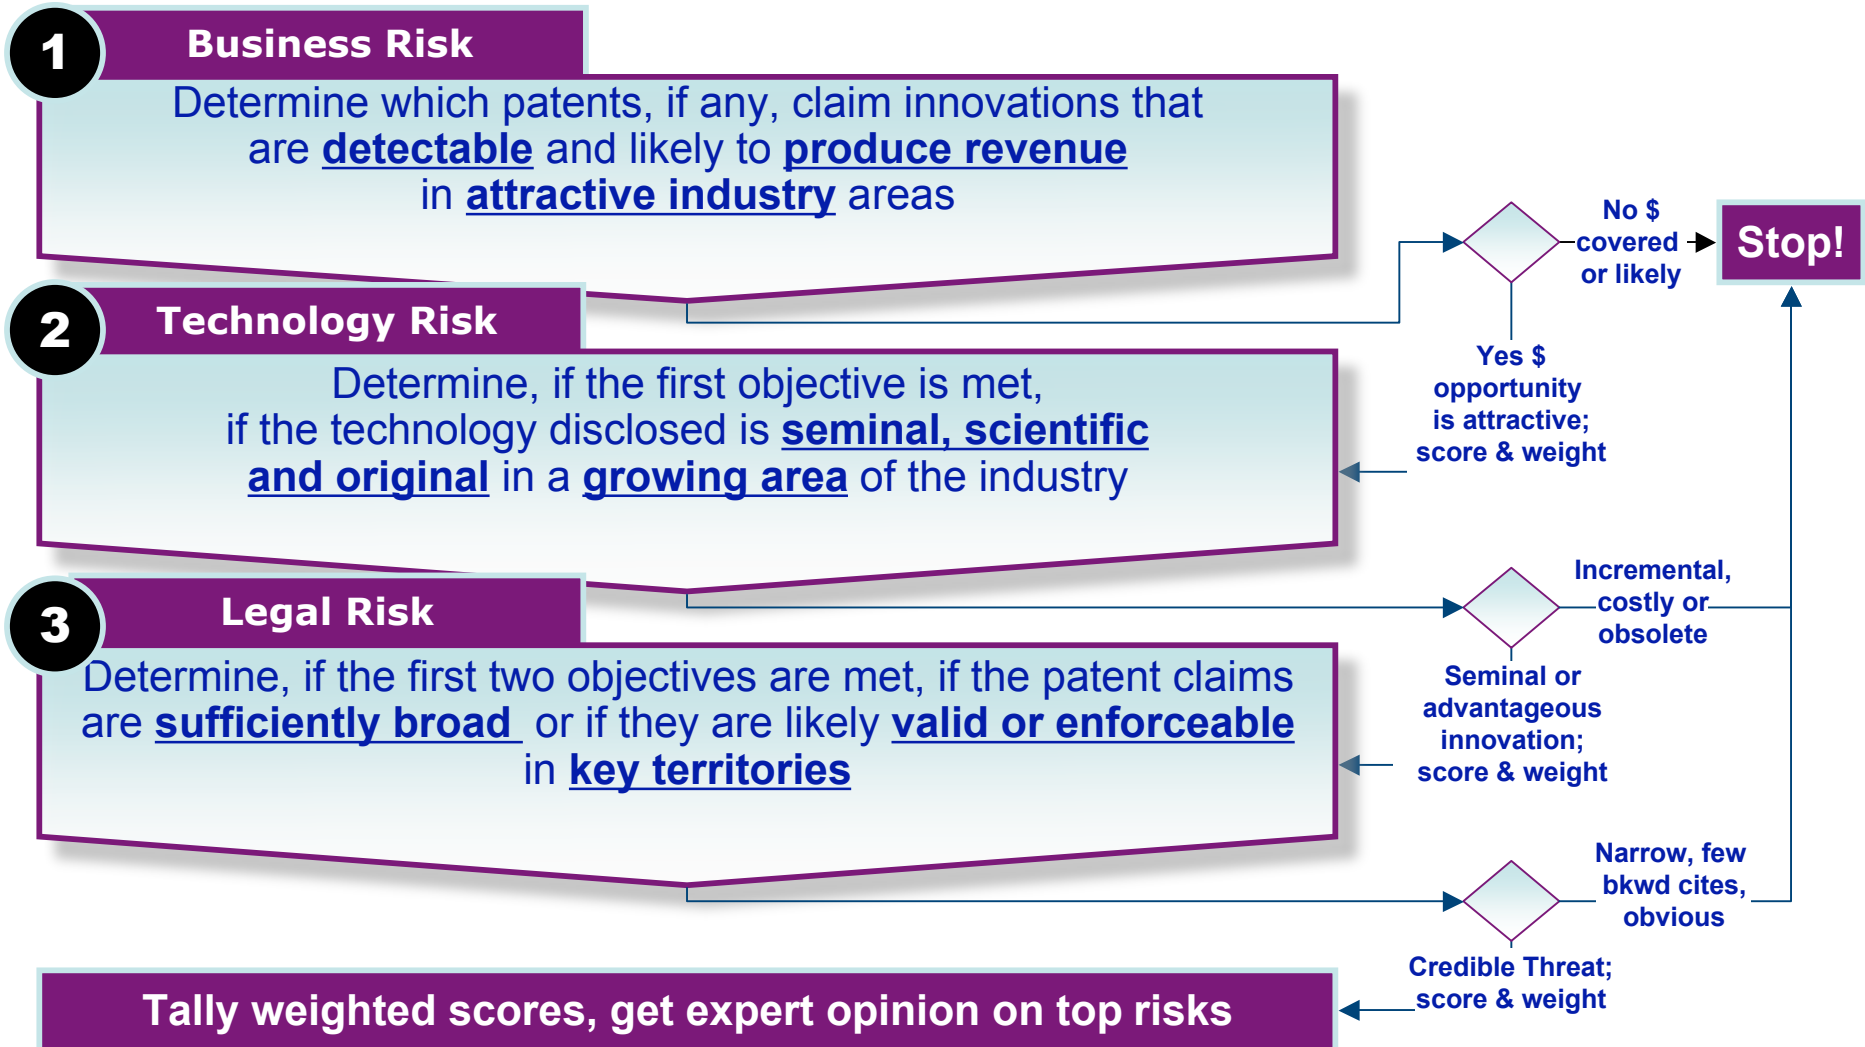 1
Business Risk
Determine which patents, if any, claim innovations that
are detectable and likely to produce revenue
in attractive industry areas
No $
covered
or likely
Stop!
Yes $
opportunity
is attractive;
score & weight
2
Technology Risk
Determine, if the first objective is met,
if the technology disclosed is seminal, scientific
and original in a growing area of the industry
Incremental,
costly or
obsolete
Seminal or
advantageous
innovation;
score & weight
3
Legal Risk
Determine, if the first two objectives are met, if the patent claims
are sufficiently broad or if they are likely valid or enforceable
in key territories
Narrow, few
bkwd cites,
obvious
Credible Threat;
score & weight
Tally weighted scores, get expert opinion on top risks